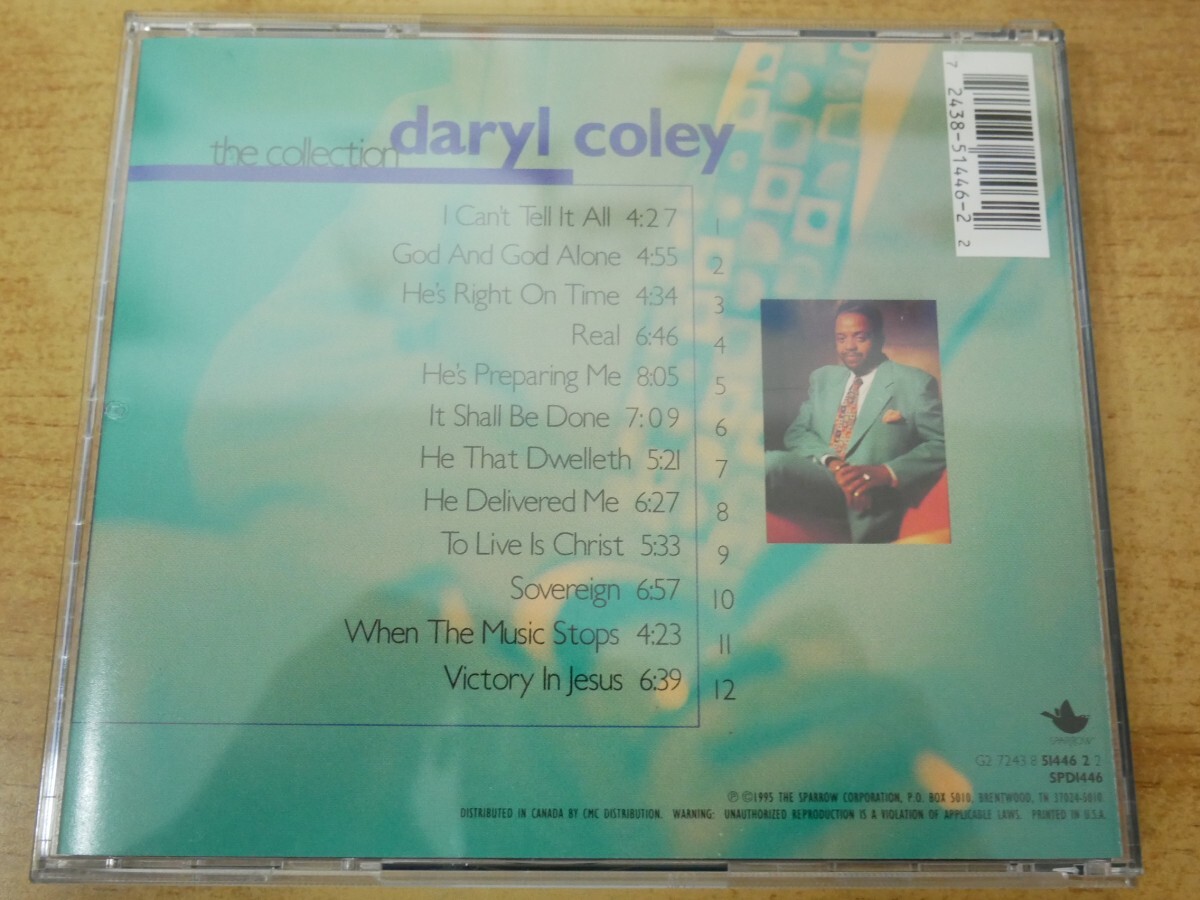 the collection daryl coley
I Can't Tell It All 4:27 1
God And God Alone 4:55 2
He's Right On Time 4:34 3
Real 6:46 4
He's Preparing Me 8:05 5
It Shall Be Done 7:09 6
He That Dwelleth 5:21 7
He Delivered Me 6:27 8
To Live Is Christ 5:33 9
Sovereign 6:57 10
When The Music Stops 4:23 11
Victory In Jesus 6:39 12
7 2438-51446-2 2
SPARROW
G2 7243 8 51446 2 2
SPD1446
℗ ©1995 THE SPARROW CORPORATION, P.O. BOX 5010, BRENTWOOD, TN 37024-5010
DISTRIBUTED IN CANADA BY CMC DISTRIBUTION. WARNING: UNAUTHORIZED REPRODUCTION IS A VIOLATION OF APPLICABLE LAWS. PRINTED IN U.S.A.